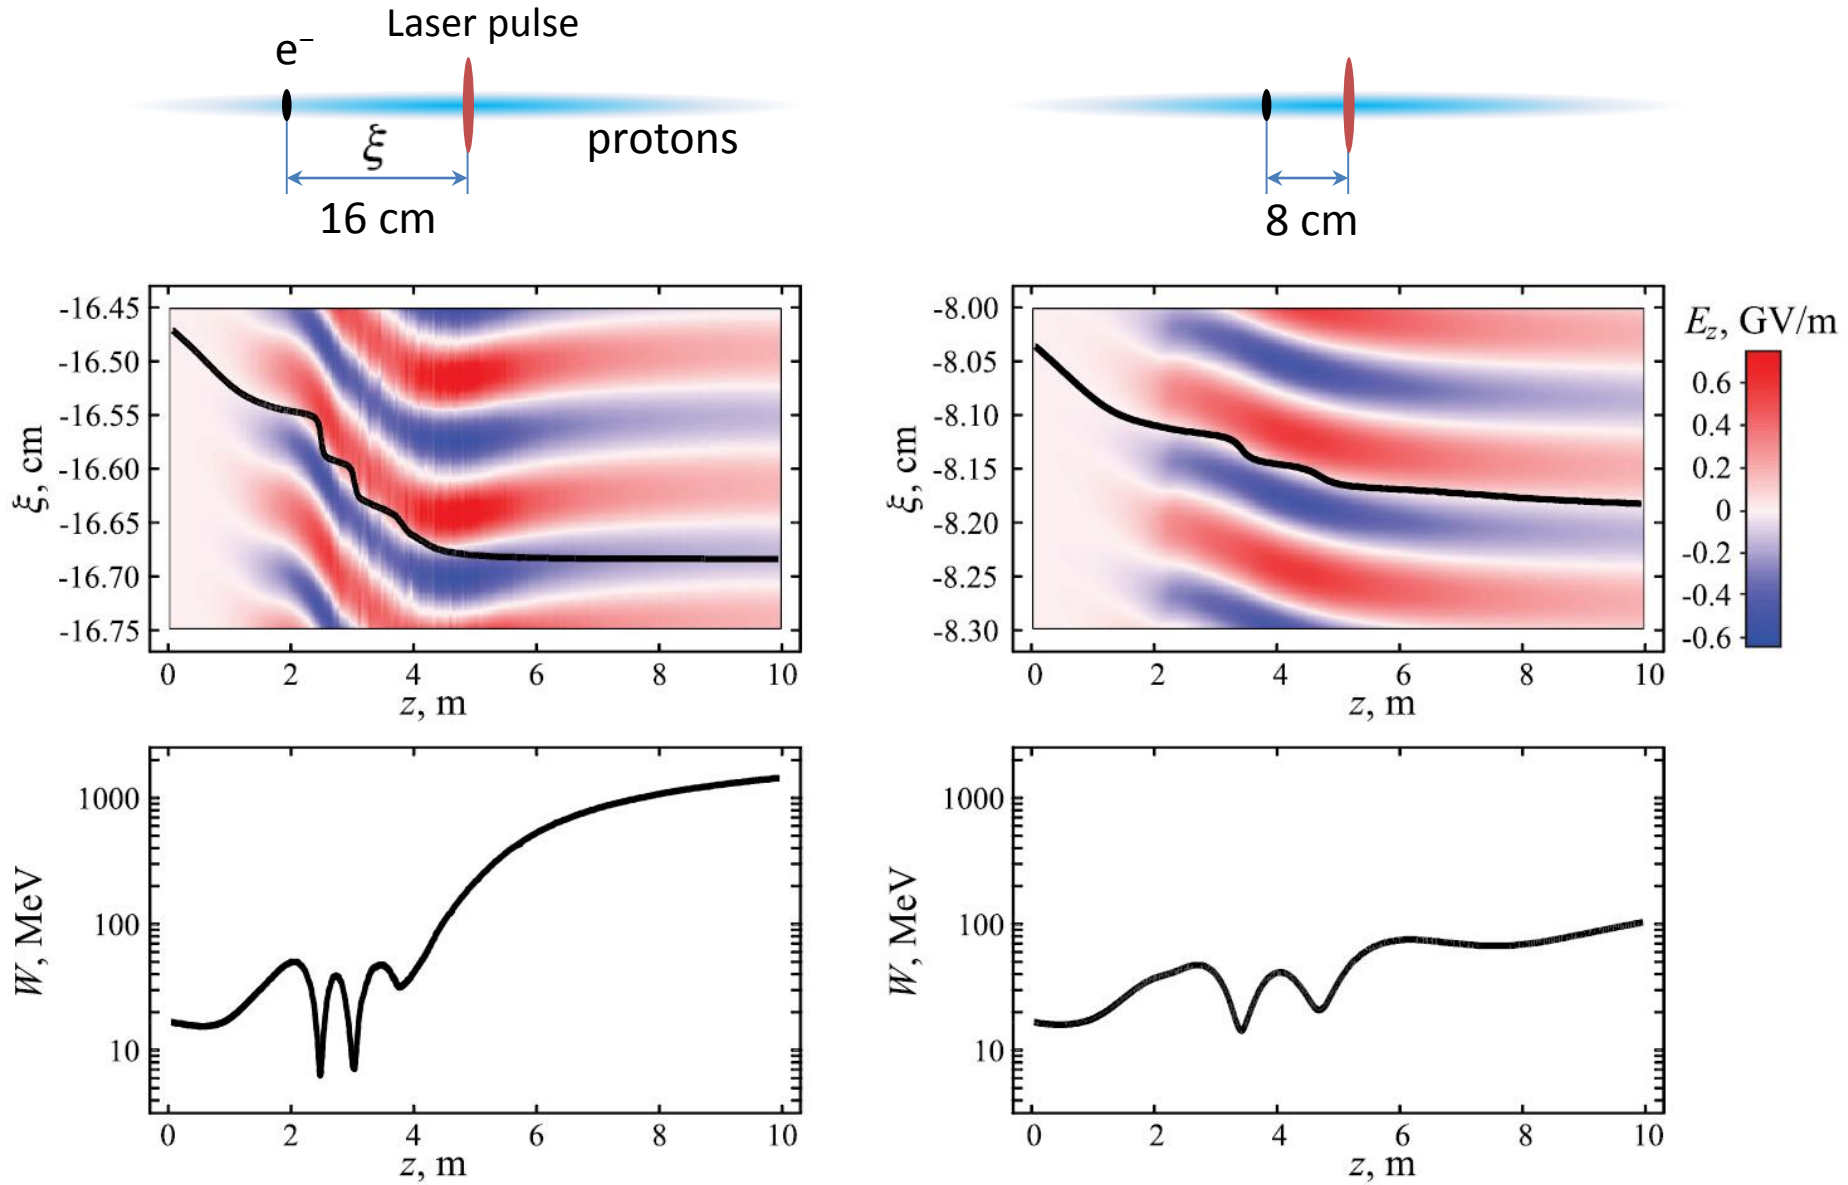 Laser pulse
e⁻
ξ
protons
16 cm
8 cm
-16.45
-16.50
-16.55
-16.60
-16.65
-16.70
-16.75
ξ, cm
0 2 4 6 8 10
z, m
-8.00
-8.05
-8.10
-8.15
-8.20
-8.25
-8.30
ξ, cm
0 2 4 6 8 10
z, m
E_z, GV/m
0.6
0.4
0.2
0
-0.2
-0.4
-0.6
1000
100
10
W, MeV
0 2 4 6 8 10
z, m
1000
100
10
W, MeV
0 2 4 6 8 10
z, m